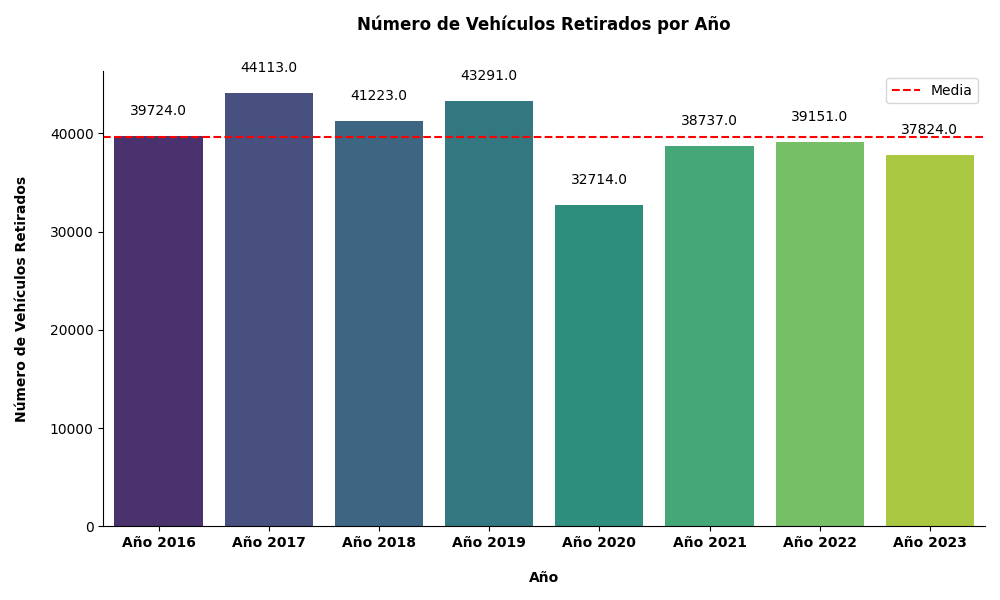 Número de Vehículos Retirados por Año
Número de Vehículos Retirados
40000
30000
20000
10000
0
39724.0
44113.0
41223.0
43291.0
32714.0
38737.0
39151.0
37824.0
Media
Año 2016
Año 2017
Año 2018
Año 2019
Año 2020
Año 2021
Año 2022
Año 2023
Año